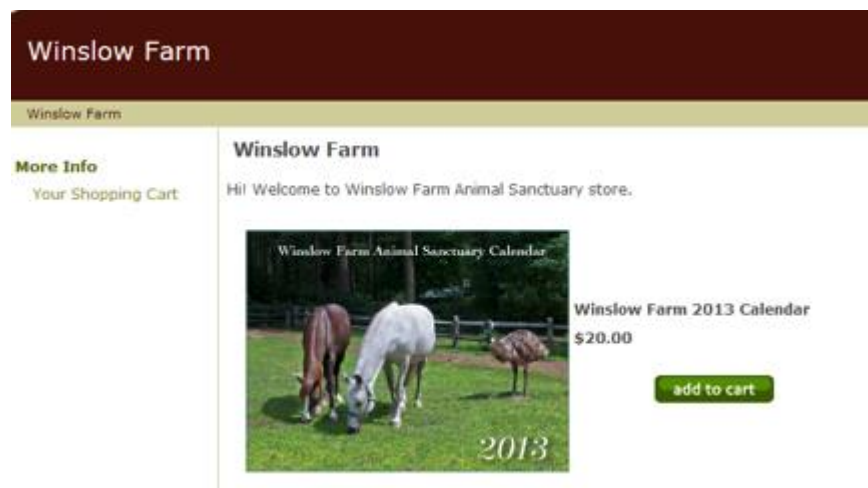 Winslow Farm
Winslow Farm
More Info
Your Shopping Cart
Winslow Farm
Hi! Welcome to Winslow Farm Animal Sanctuary store.
Winslow Farm Animal Sanctuary Calendar
2013
Winslow Farm 2013 Calendar
$20.00
add to cart